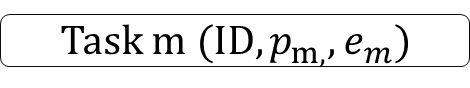 Task m (ID, pₘ,, eₘ)